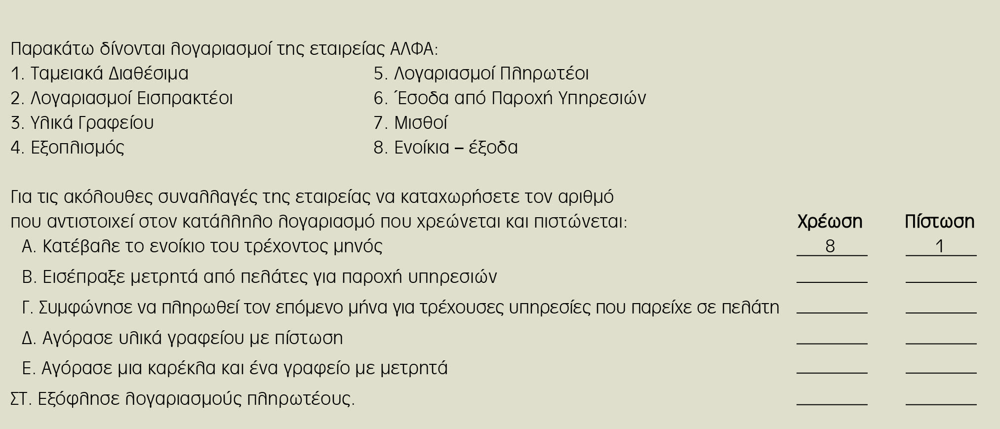 Παρακάτω δίνονται λογαριασμοί της εταιρείας ΑΛΦΑ:
1. Ταμειακά Διαθέσιμα 5. Λογαριασμοί Πληρωτέοι
2. Λογαριασμοί Εισπρακτέοι 6. Έσοδα από Παροχή Υπηρεσιών
3. Υλικά Γραφείου 7. Μισθοί
4. Εξοπλισμός 8. Ενοίκια – έξοδα
Για τις ακόλουθες συναλλαγές της εταιρείας να καταχωρήσετε τον αριθμό
που αντιστοιχεί στον κατάλληλο λογαριασμό που χρεώνεται και πιστώνεται: Χρέωση Πίστωση
Α. Κατέβαλε το ενοίκιο του τρέχοντος μηνός 8 1
Β. Εισέπραξε μετρητά από πελάτες για παροχή υπηρεσιών
Γ. Συμφώνησε να πληρωθεί τον επόμενο μήνα για τρέχουσες υπηρεσίες που παρείχε σε πελάτη
Δ. Αγόρασε υλικά γραφείου με πίστωση
Ε. Αγόρασε μια καρέκλα και ένα γραφείο με μετρητά
ΣΤ. Εξόφλησε λογαριασμούς πληρωτέους.